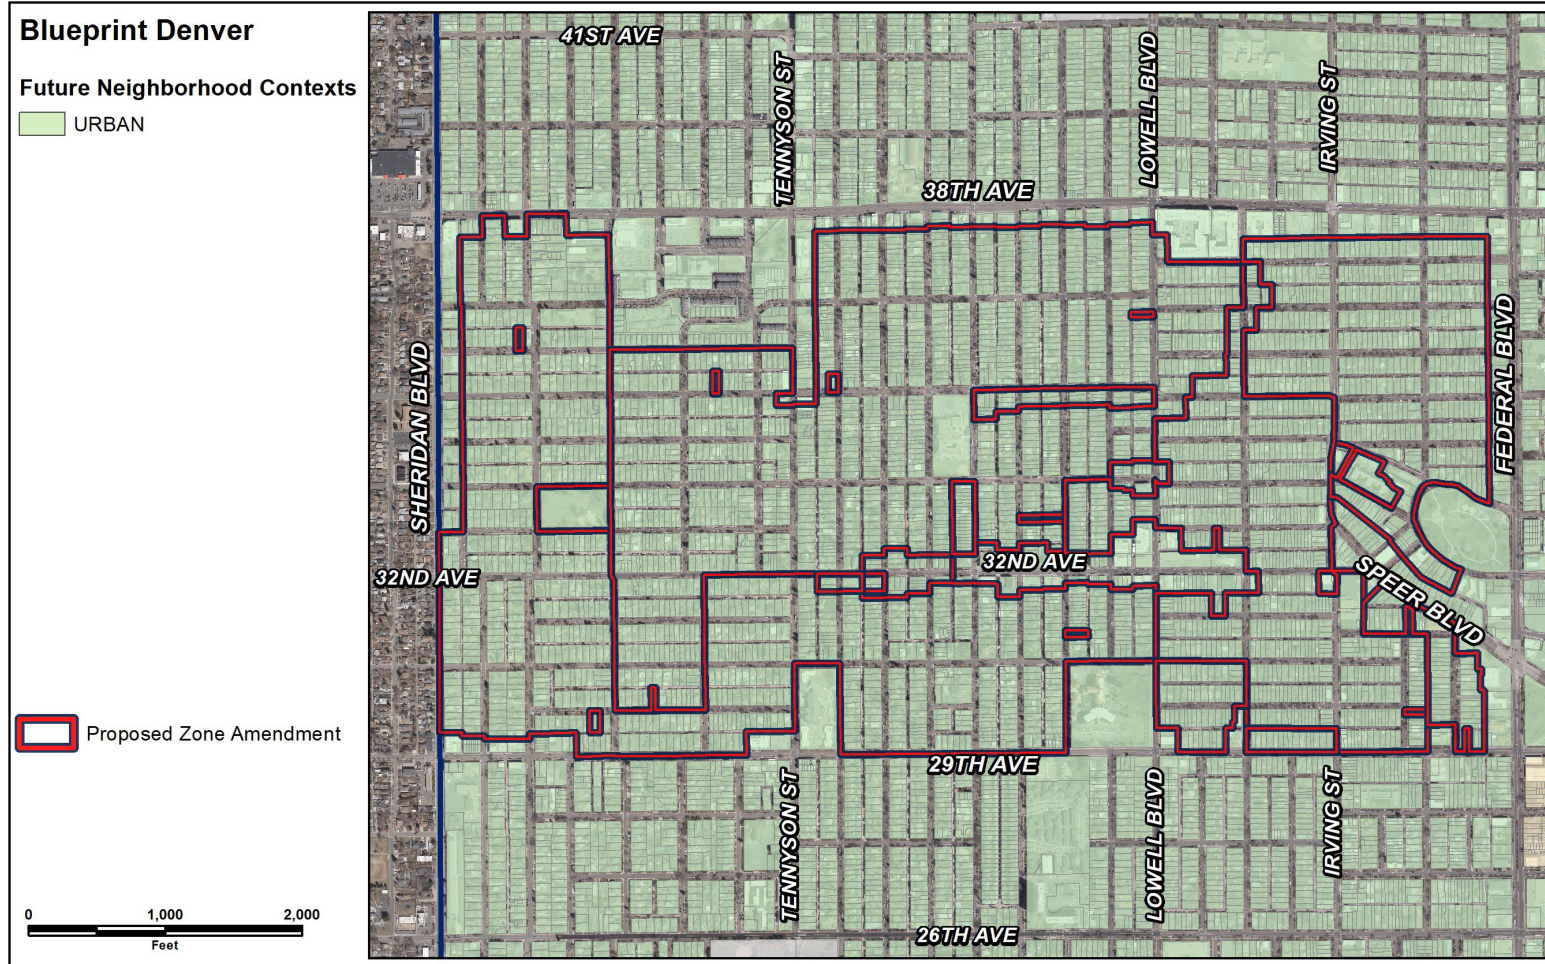 Blueprint Denver
Future Neighborhood Contexts
URBAN
Proposed Zone Amendment
0 1,000 2,000
Feet
41ST AVE
TENNYSON ST
LOWELL BLVD
IRVING ST
38TH AVE
SHERIDAN BLVD
FEDERAL BLVD
32ND AVE
32ND AVE
SPEER BLVD
29TH AVE
TENNYSON ST
LOWELL BLVD
IRVING ST
26TH AVE